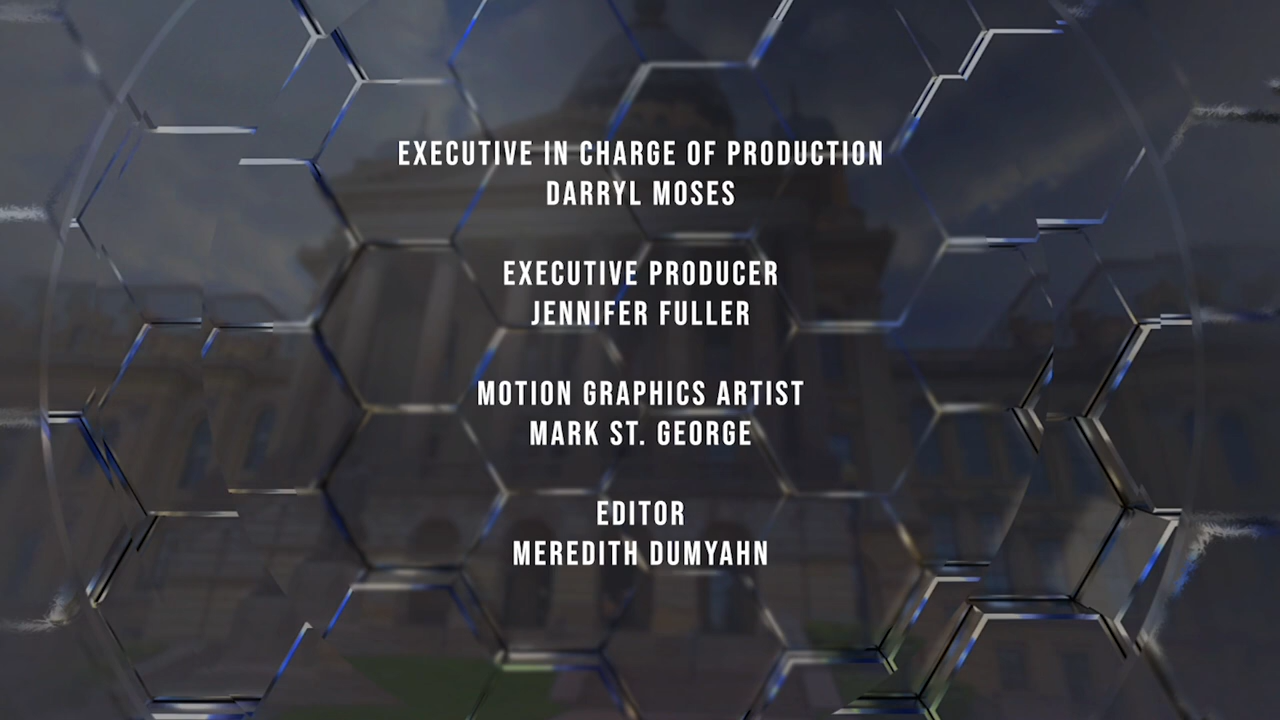 EXECUTIVE IN CHARGE OF PRODUCTION
DARRYL MOSES
EXECUTIVE PRODUCER
JENNIFER FULLER
MOTION GRAPHICS ARTIST
MARK ST. GEORGE
EDITOR
MEREDITH DUMYAHN